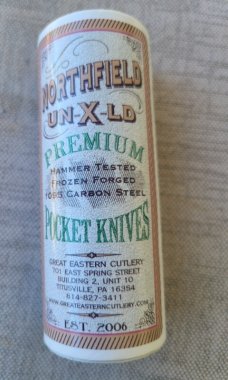 NORTHFIELD
UN-X-LD
PREMIUM
HAMMER TESTED
FROZEN FORGED
1095 CARBON STEEL
POCKET KNIVES
GREAT EASTERN CUTLERY
701 EAST SPRING STREET
BUILDING 2, UNIT 10
TITUSVILLE, PA 16354
814-827-3411
WWW.GREATEASTERNCUTLERY.COM
EST. 2006